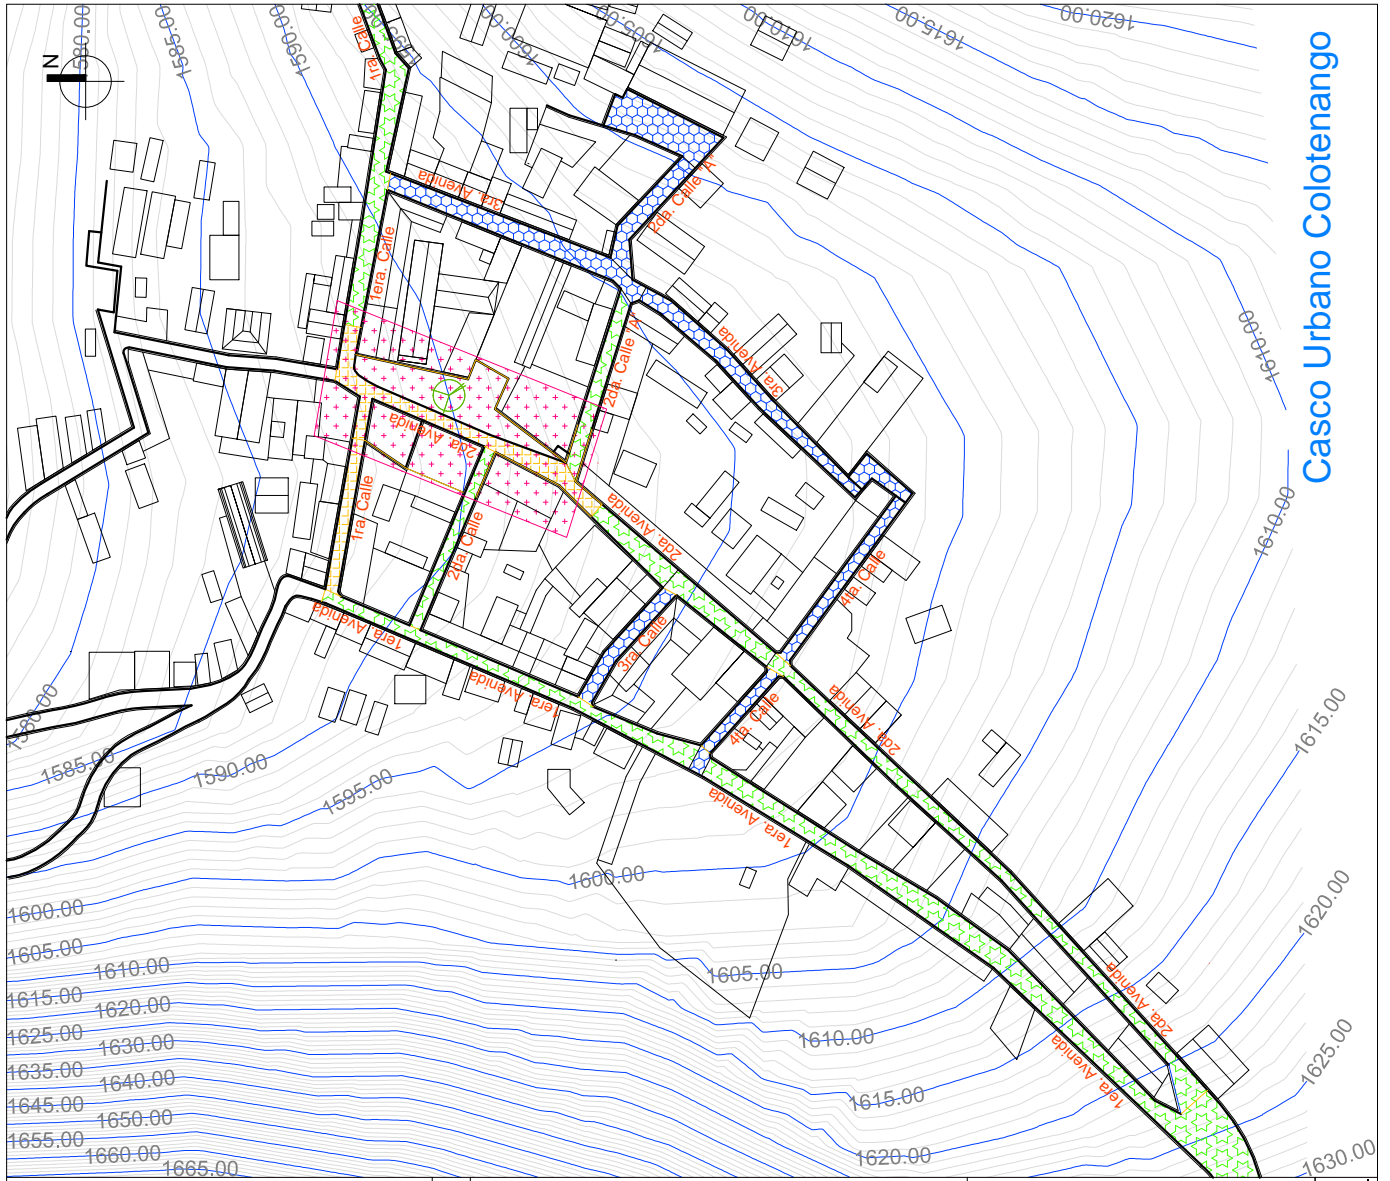 580.00
1585.00
1590.00
1595.00
1600.00
1605.00
1610.00
1615.00
1620.00
N
Casco Urbano Colotenango
1ra Calle
3ra. Avenida
2da. Calle "A"
1era. Calle
2da. Calle "A"
3ra. Avenida
1610.00
2da. Avenida
1ra. Calle
2da Calle
2da. Avenida
1610.00
4ta. Calle
1era Avenida
1era. Avenida
3ra. Calle
4ta. Calle
2da. Avenida
1580.00
1585.00
1590.00
1595.00
1615.00
1era. Avenida
1600.00
1600.00
1605.00
1610.00
1615.00
1620.00
1625.00
1630.00
1635.00
1640.00
1645.00
1650.00
1655.00
1660.00
1665.00
1605.00
1610.00
1615.00
1620.00
1620.00
2da. Avenida
1era. Avenida
1625.00
1630.00